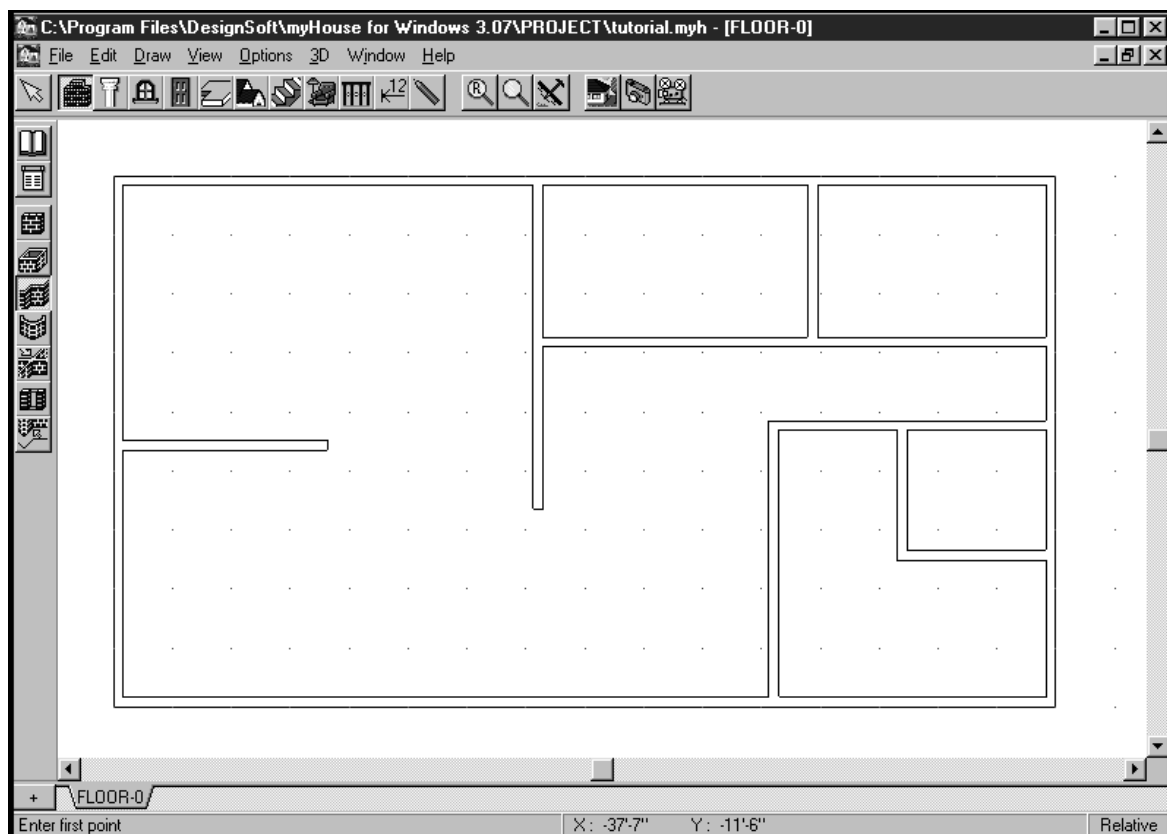 C:\Program Files\DesignSoft\myHouse for Windows 3.07\PROJECT\tutorial.myh - [FLOOR-0]
File Edit Draw View Options 3D Window Help
12 R
+ FLOOR-0
Enter first point X: -37'-7" Y: -11'-6" Relative